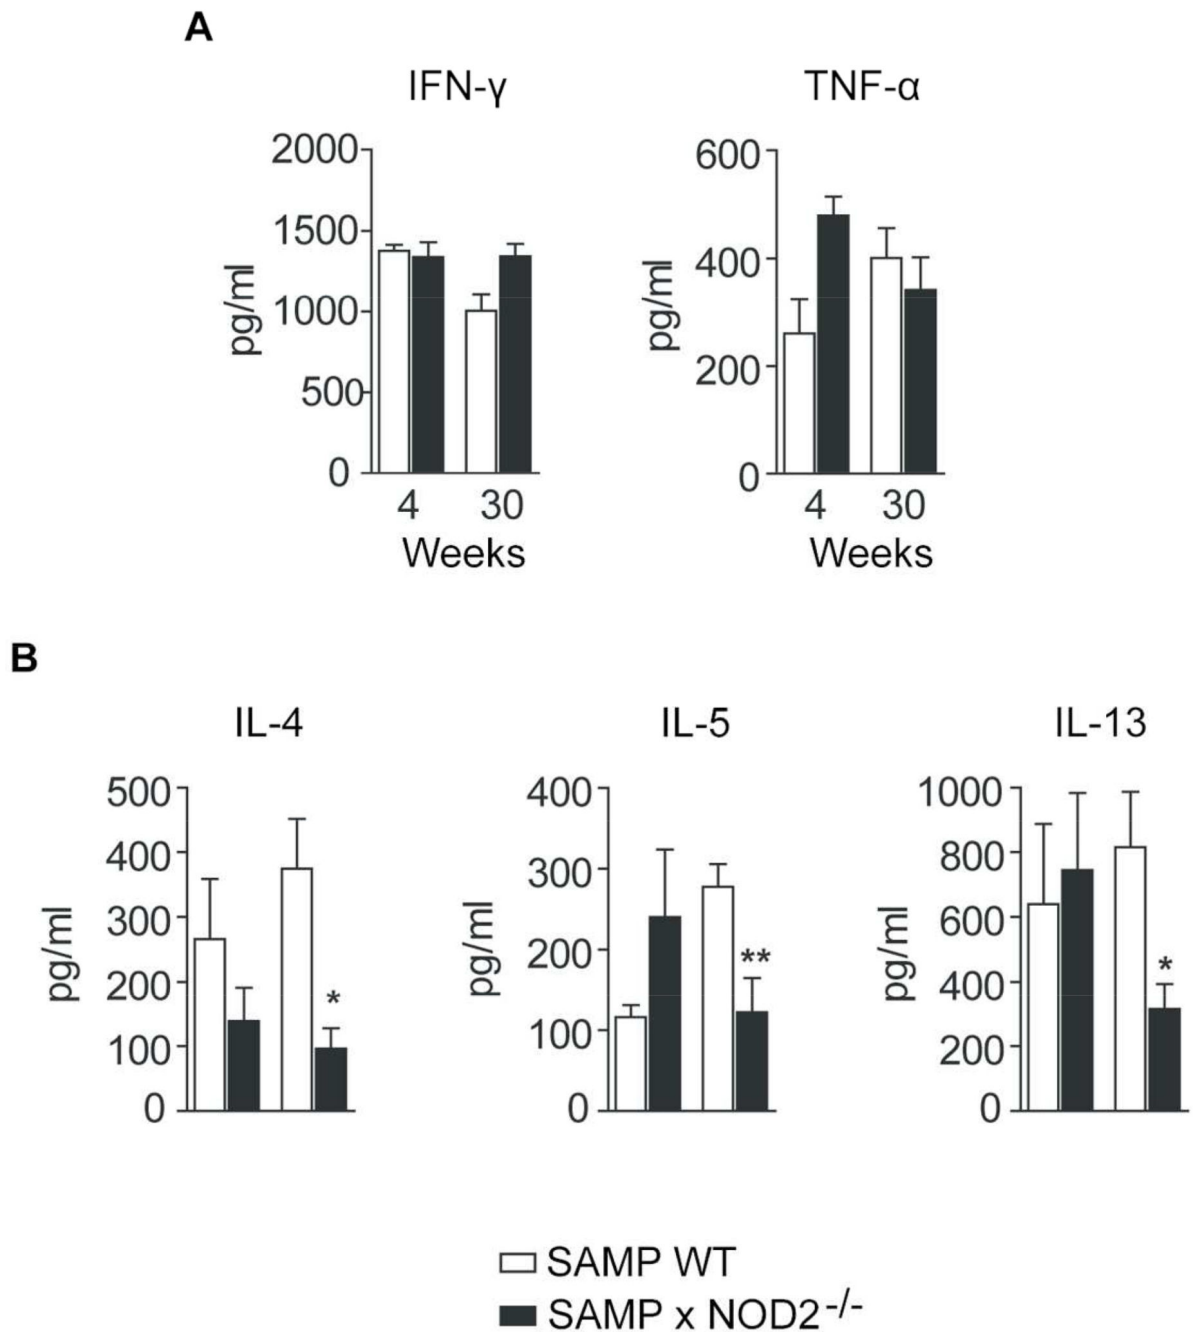 A
IFN-γ
TNF-α
2000
1500
1000
500
0
pg/ml
4 30
Weeks
600
400
200
0
pg/ml
4 30
Weeks
B
IL-4
IL-5
IL-13
500
400
300
200
100
0
pg/ml
*
400
300
200
100
0
pg/ml
**
1000
800
600
400
200
0
pg/ml
*
SAMP WT
SAMP x NOD2-/-